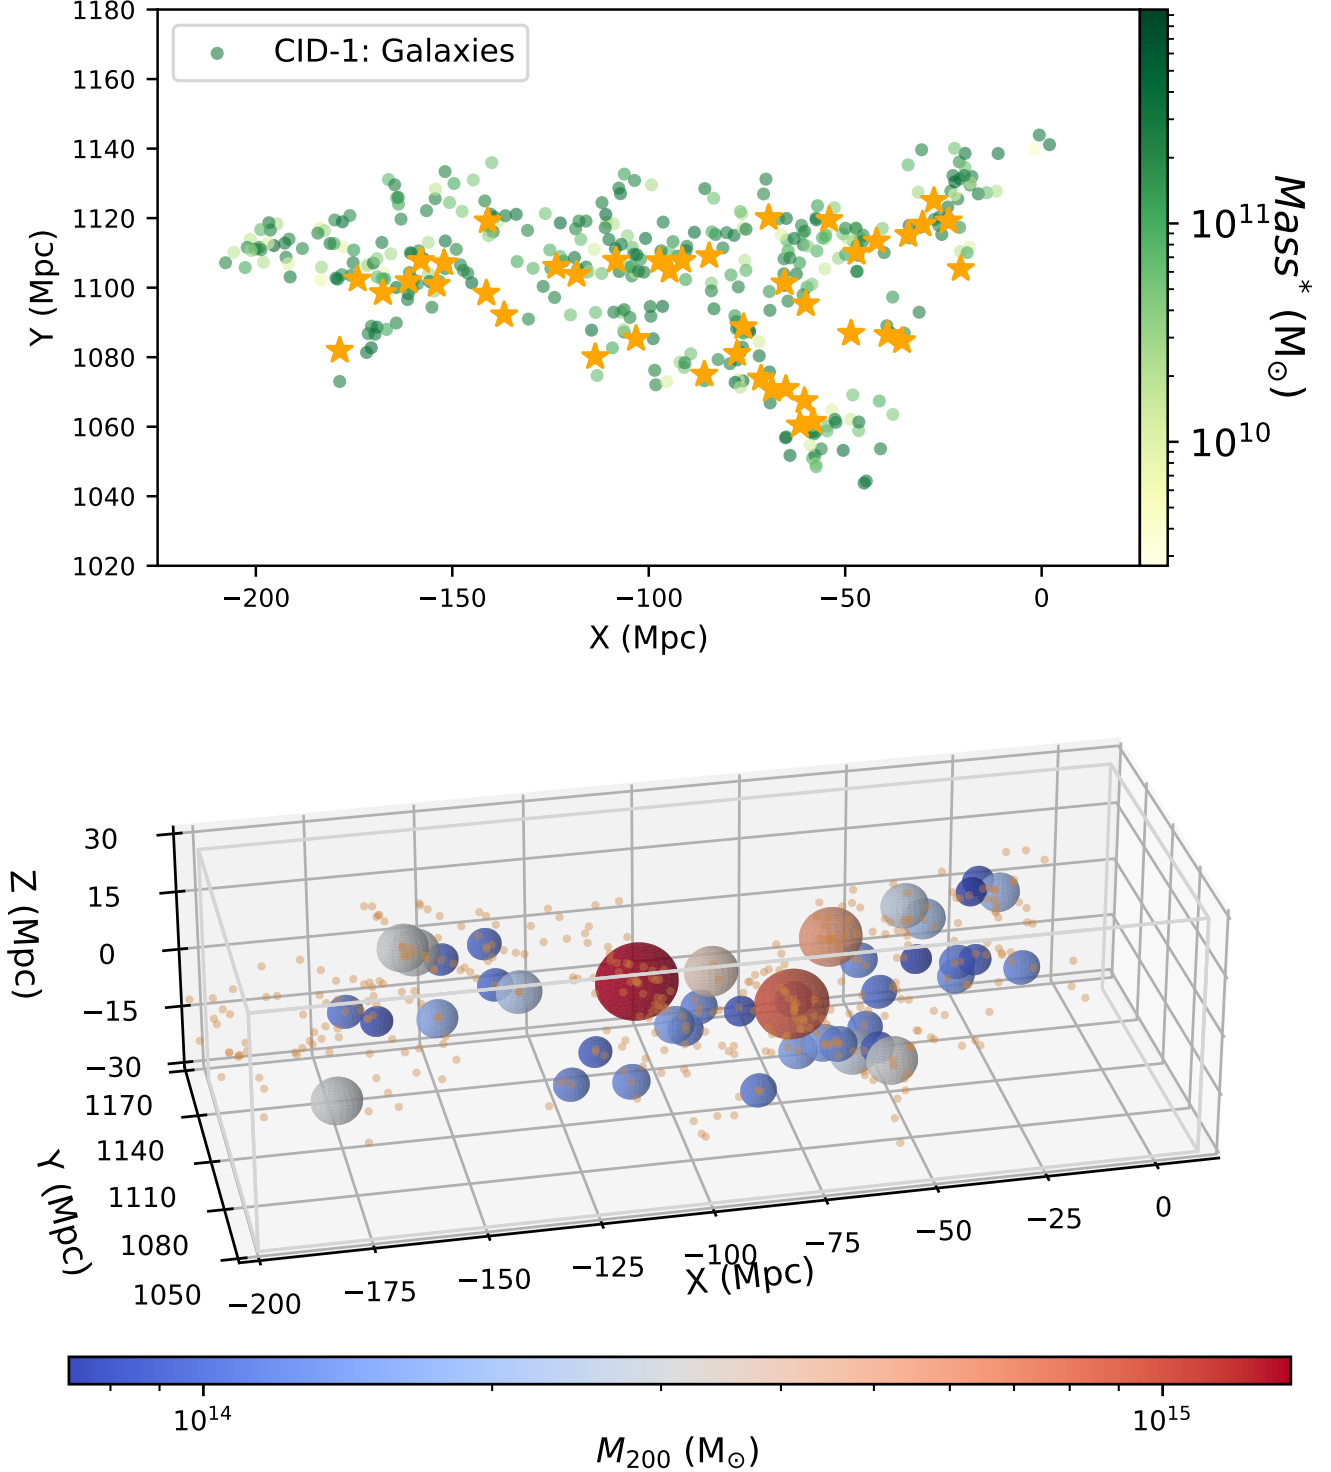 1180
1160
1140
1120
1100
1080
1060
1040
1020
Y (Mpc)
CID-1: Galaxies
−200 −150 −100 −50 0
X (Mpc)
10¹¹
10¹⁰
Mass* (M⊙)
30
15
0
−15
−30
Z (Mpc)
1170
1140
1110
1080
1050
Y (Mpc)
−200 −175 −150 −125 −100 −75 −50 −25 0
X (Mpc)
10¹⁴ 10¹⁵
M₂₀₀ (M⊙)